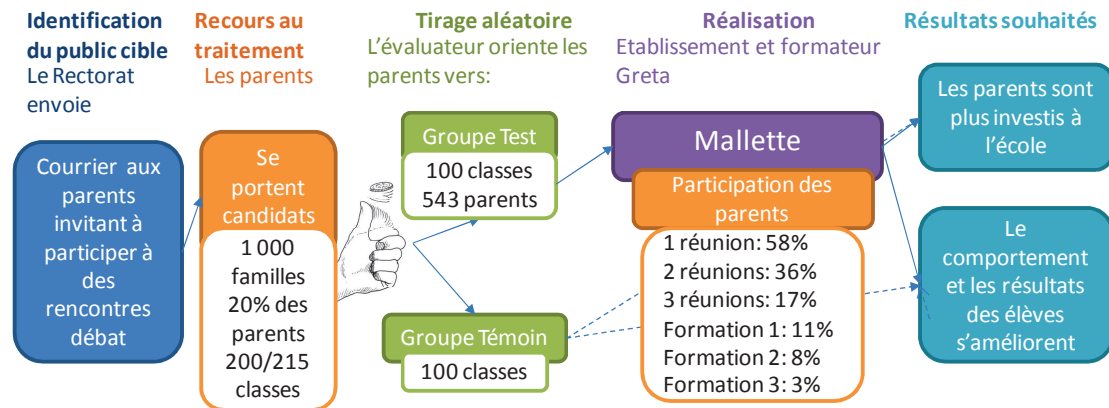 Identification
du public cible
Le Rectorat
envoie
Courrier aux
parents
invitant à
participer à
des
rencontres
débat
Recours au
traitement
Les parents
Se
portent
candidats
1 000
familles
20% des
parents
200/215
classes
Tirage aléatoire
L'évaluateur oriente les
parents vers:
Groupe Test
100 classes
543 parents
Groupe Témoin
100 classes
Réalisation
Etablissement et formateur
Greta
Mallette
Participation des
parents
1 réunion: 58%
2 réunions: 36%
3 réunions: 17%
Formation 1: 11%
Formation 2: 8%
Formation 3: 3%
Résultats souhaités
Les parents sont
plus investis à
l'école
Le
comportement
et les résultats
des élèves
s'améliorent